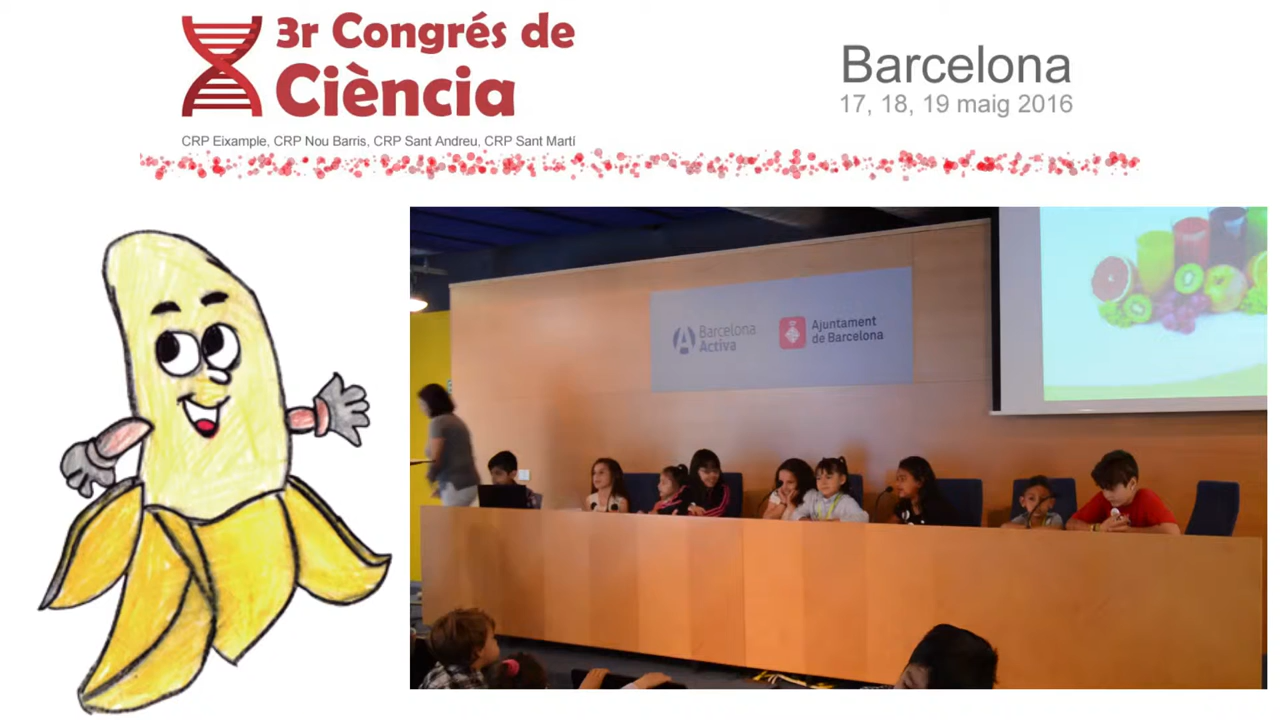 3r Congrés de
Ciència
CRP Eixample, CRP Nou Barris, CRP Sant Andreu, CRP Sant Martí
Barcelona
17, 18, 19 maig 2016
Barcelona
Activa
Ajuntament
de Barcelona